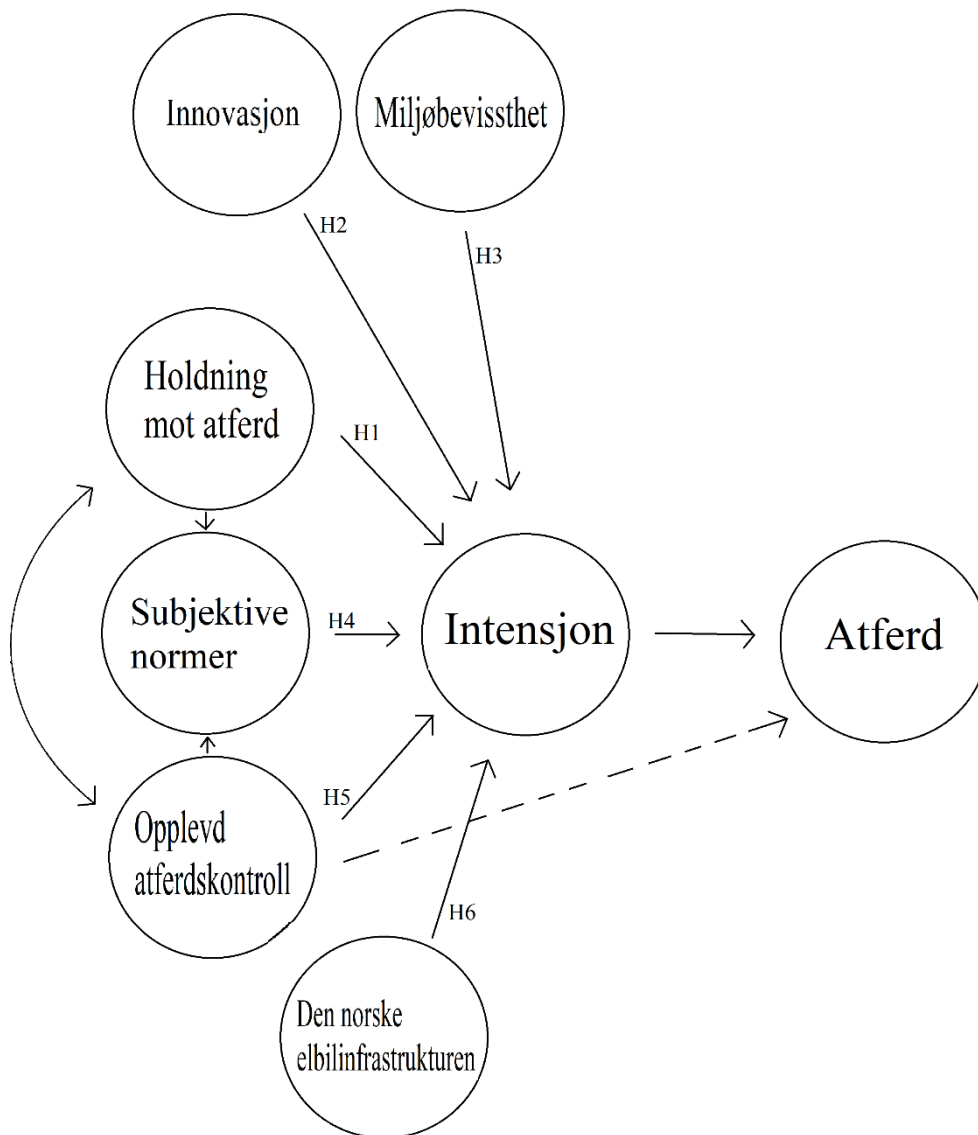 Innovasjon
Miljøbevissthet
H2
H3
Holdning
mot atferd
H1
Subjektive
normer
H4
Intensjon
Atferd
H5
Opplevd
atferdskontroll
H6
Den norske
elbilinfrastrukturen